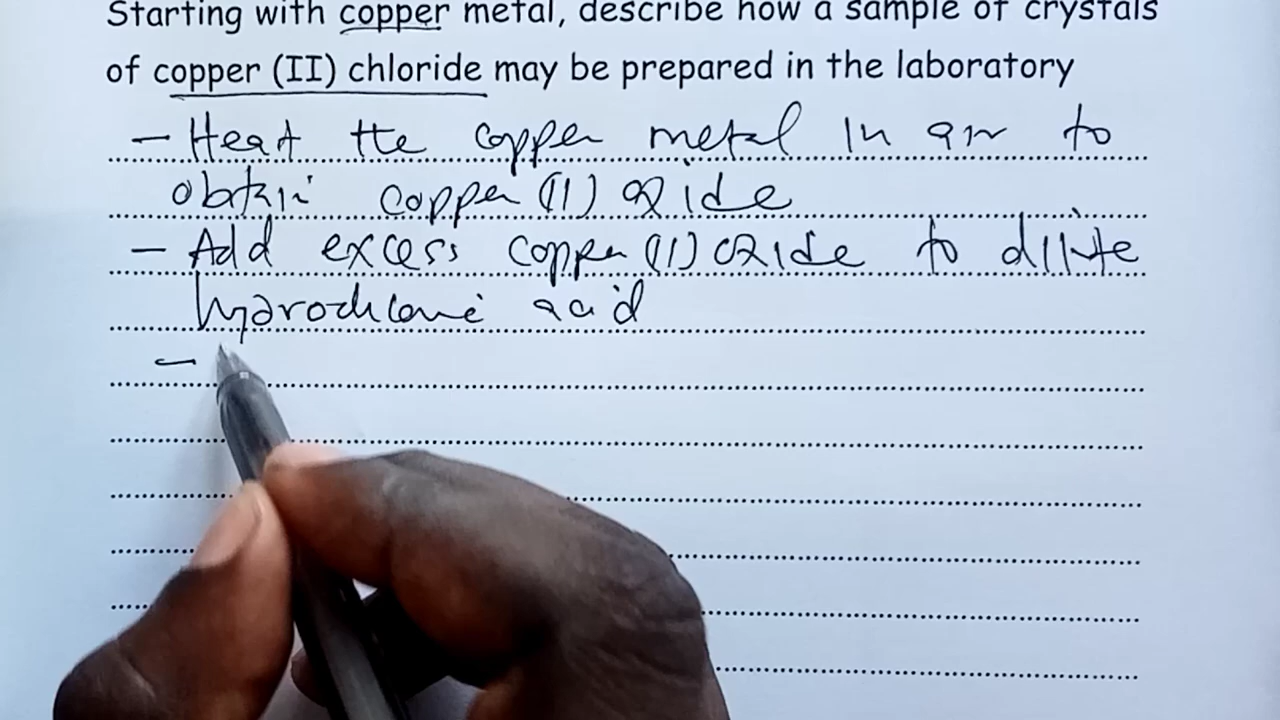 Starting with copper metal, describe how a sample of crystals
of copper (II) chloride may be prepared in the laboratory
- Heat the copper metal in air to
obtain copper (II) oxide
- Add excess copper (II) oxide to dilute
hydrochloric acid
-